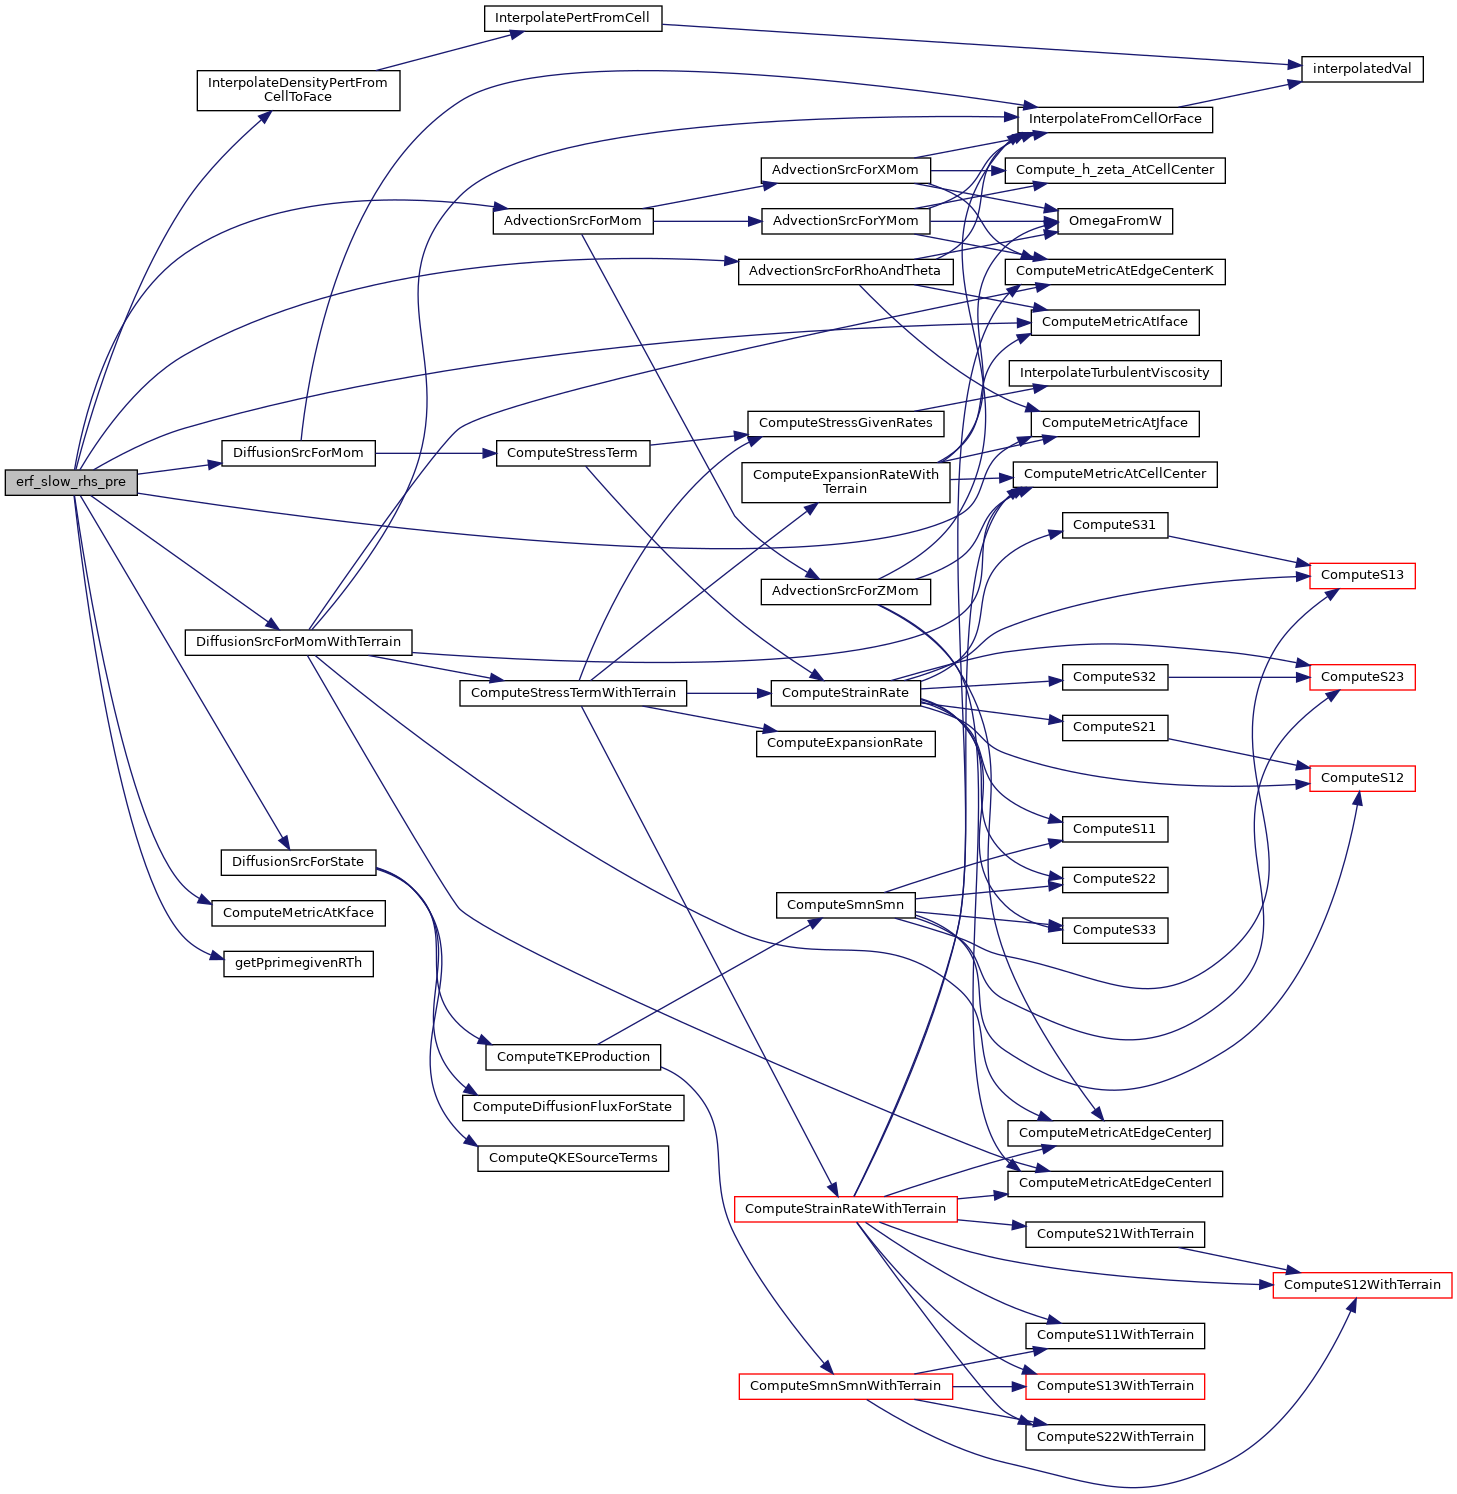 InterpolatePertFromCell
interpolatedVal
InterpolateDensityPertFrom
CellToFace
InterpolateFromCellOrFace
AdvectionSrcForXMom
Compute_h_zeta_AtCellCenter
AdvectionSrcForMom
AdvectionSrcForYMom
OmegaFromW
AdvectionSrcForRhoAndTheta
ComputeMetricAtEdgeCenterK
ComputeMetricAtIface
InterpolateTurbulentViscosity
ComputeStressGivenRates
ComputeMetricAtJface
DiffusionSrcForMom
ComputeStressTerm
ComputeExpansionRateWith
Terrain
ComputeMetricAtCellCenter
erf_slow_rhs_pre
ComputeS31
ComputeS13
AdvectionSrcForZMom
DiffusionSrcForMomWithTerrain
ComputeS32
ComputeS23
ComputeStressTermWithTerrain
ComputeStrainRate
ComputeS21
ComputeExpansionRate
ComputeS12
ComputeS11
DiffusionSrcForState
ComputeS22
ComputeSmnSmn
ComputeMetricAtKface
ComputeS33
getPprimegivenRTh
ComputeTKEProduction
ComputeDiffusionFluxForState
ComputeMetricAtEdgeCenterJ
ComputeQKESourceTerms
ComputeMetricAtEdgeCenterI
ComputeStrainRateWithTerrain
ComputeS21WithTerrain
ComputeS12WithTerrain
ComputeS11WithTerrain
ComputeSmnSmnWithTerrain
ComputeS13WithTerrain
ComputeS22WithTerrain